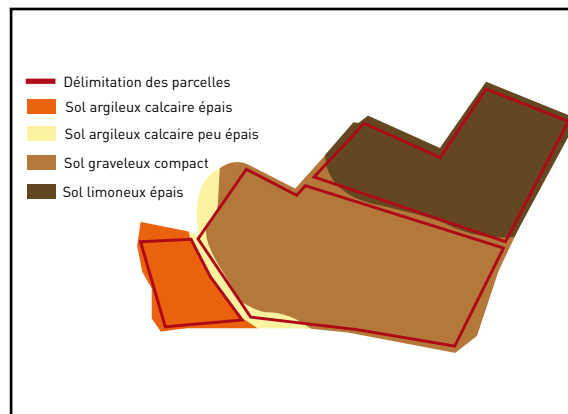 Délimitation des parcelles
Sol argileux calcaire épais
Sol argileux calcaire peu épais
Sol graveleux compact
Sol limoneux épais